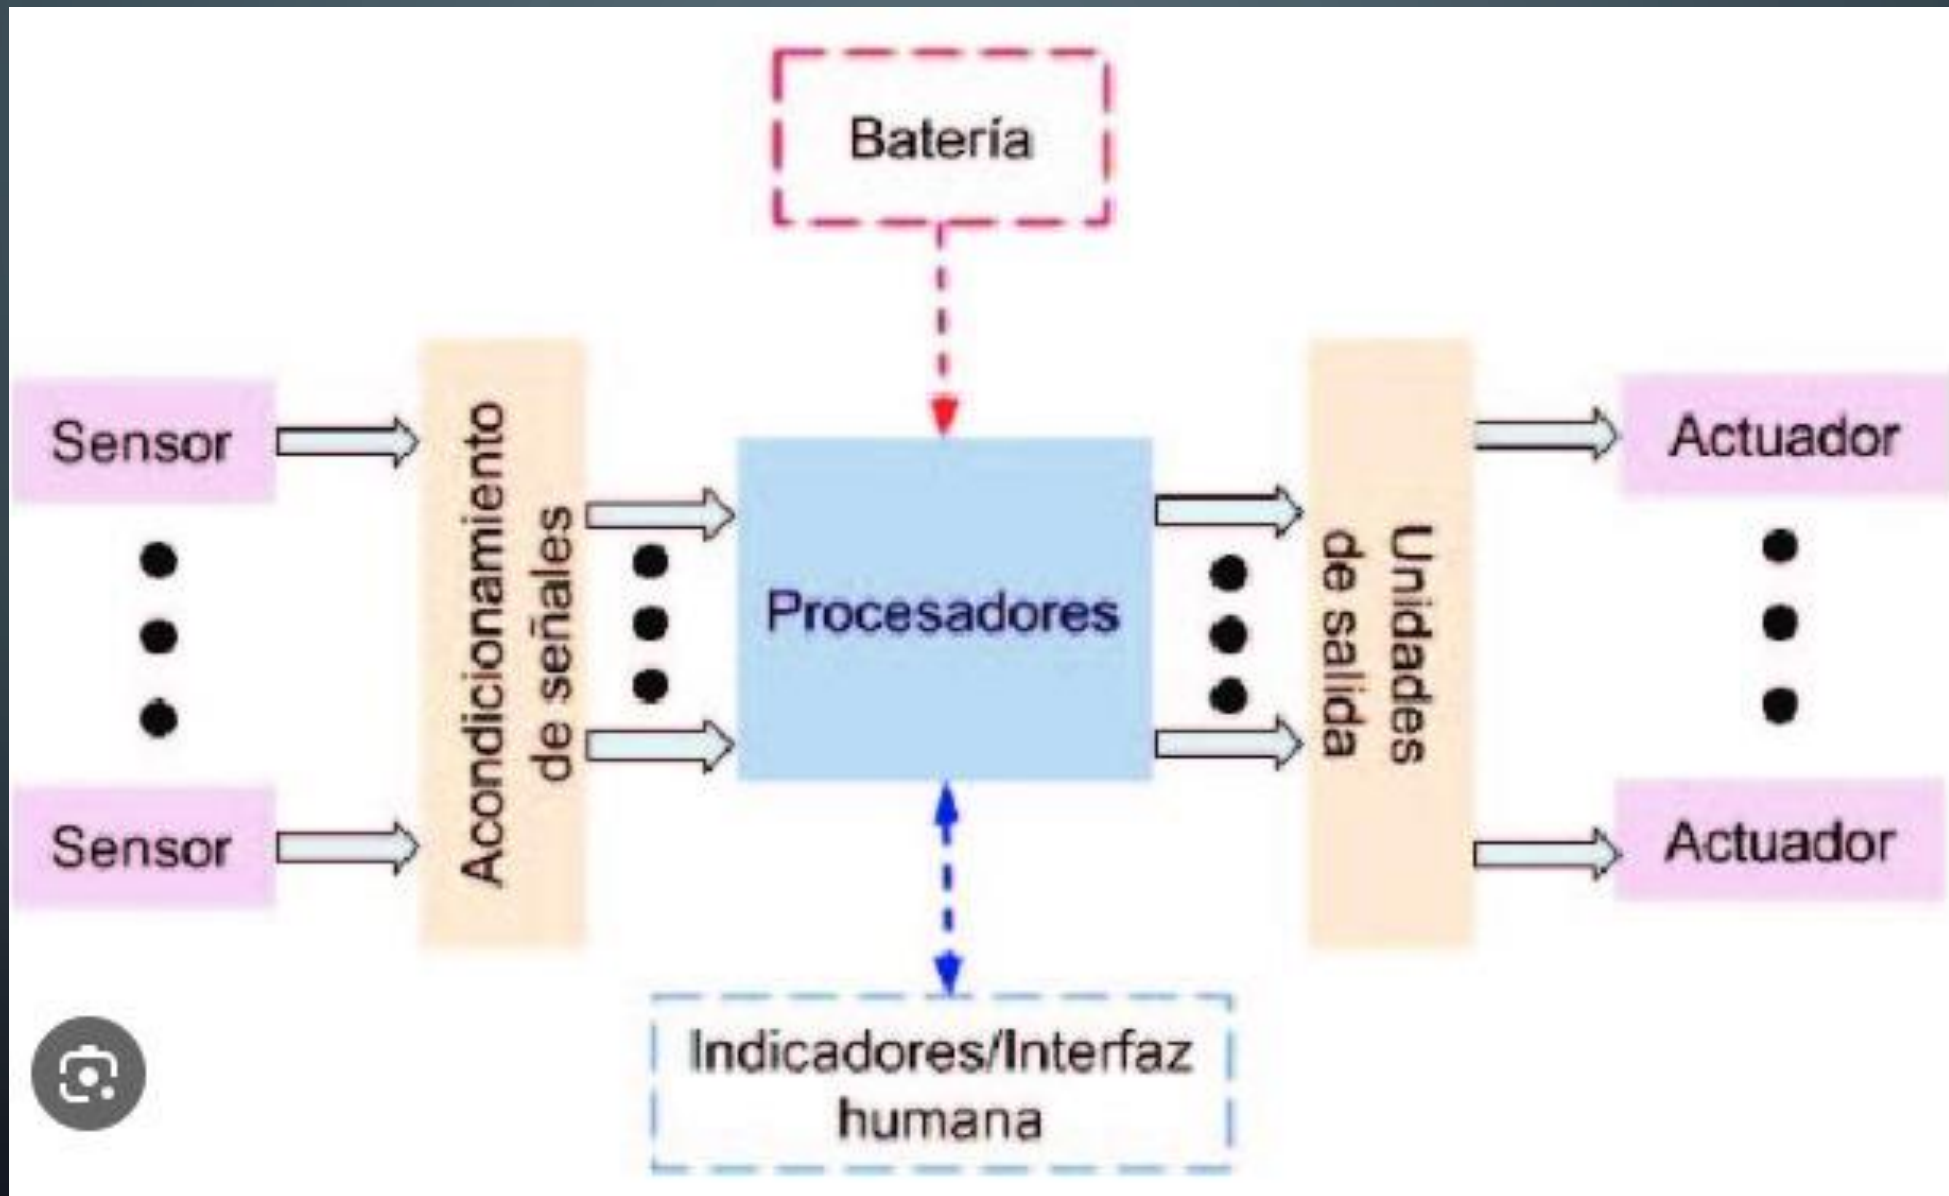 Batería
Sensor
Acondicionamiento
de señales
Procesadores
Unidades
de salida
Actuador
Sensor
Actuador
Indicadores/Interfaz
humana